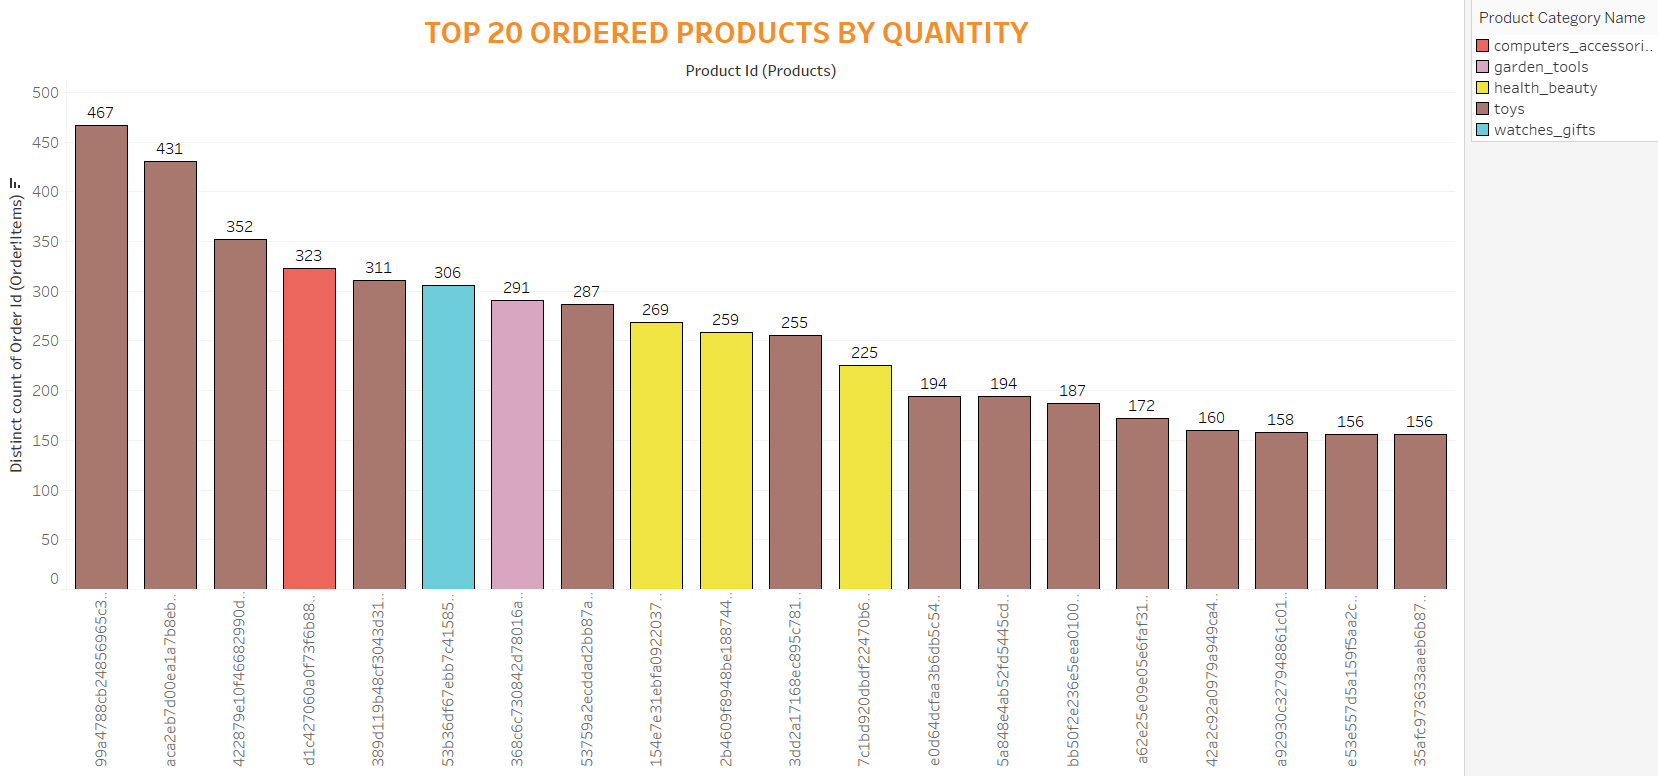 TOP 20 ORDERED PRODUCTS BY QUANTITY
Product Id (Products)
Distinct count of Order Id (Order!Items)
500
450
400
350
300
250
200
150
100
50
0
467
431
352
323
311
306
291
287
269
259
255
225
194
194
187
172
160
158
156
156
99a4788cb24856965c3..
aca2eb7d00ea1a7b8eb..
422879e10f46682990d..
d1c427060a0f73f6b88..
389d119b48cf3043d31..
53b36df67ebb7c41585..
368c6c730842d78016a..
53759a2ecddad2bb87a..
154e7e31ebfa0922037..
2b4609f8948be188744..
3dd2a17168ec895c781..
7c1bd920dbdf22470b6..
e0d64dcfaa3b6db5c54..
5a848e4ab52fd5445cd..
bb50f2e236e5eea0100..
a62e25e09e05e6faf31..
42a2c92a0979a949ca4..
a92930c327948861c01..
e53e557d5a159f5aa2c..
35afc973633aaeb6b87..
Product Category Name
computers_accessori..
garden_tools
health_beauty
toys
watches_gifts